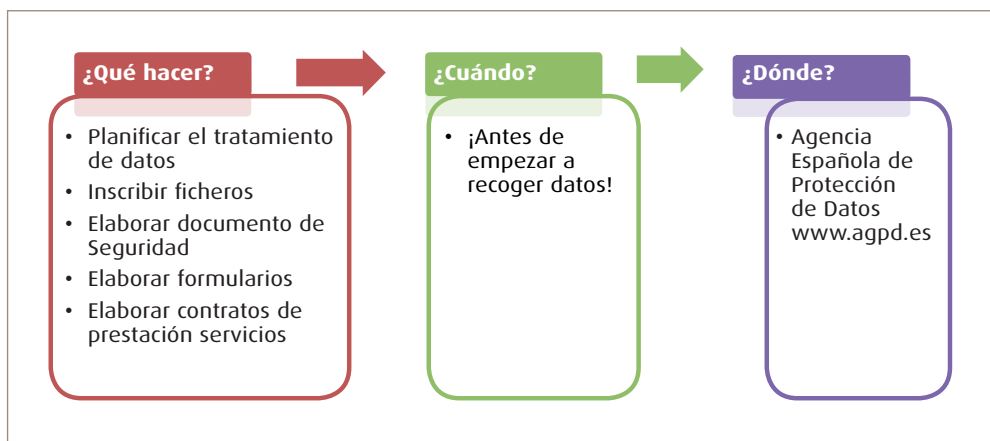 ¿Qué hacer?
• Planificar el tratamiento
de datos
• Inscribir ficheros
• Elaborar documento de
Seguridad
• Elaborar formularios
• Elaborar contratos de
prestación servicios
¿Cuándo?
• ¡Antes de
empezar a
recoger datos!
¿Dónde?
• Agencia
Española de
Protección
de Datos
www.agpd.es